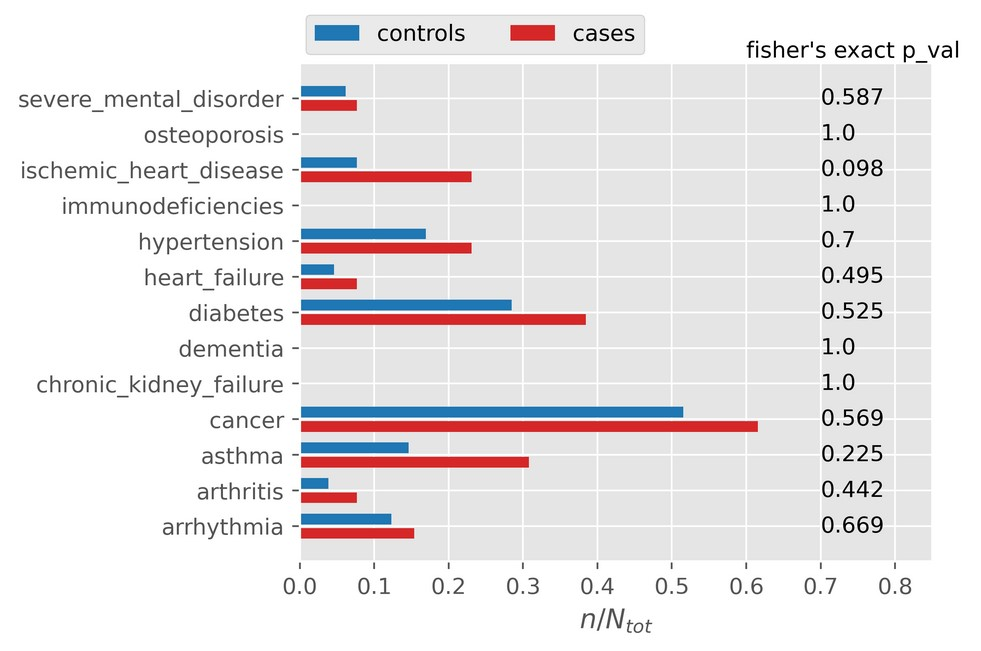 controls cases
fisher's exact p_val
severe_mental_disorder 0.587
osteoporosis 1.0
ischemic_heart_disease 0.098
immunodeficiencies 1.0
hypertension 0.7
heart_failure 0.495
diabetes 0.525
dementia 1.0
chronic_kidney_failure 1.0
cancer 0.569
asthma 0.225
arthritis 0.442
arrhythmia 0.669
0.0 0.1 0.2 0.3 0.4 0.5 0.6 0.7 0.8
n/N_tot